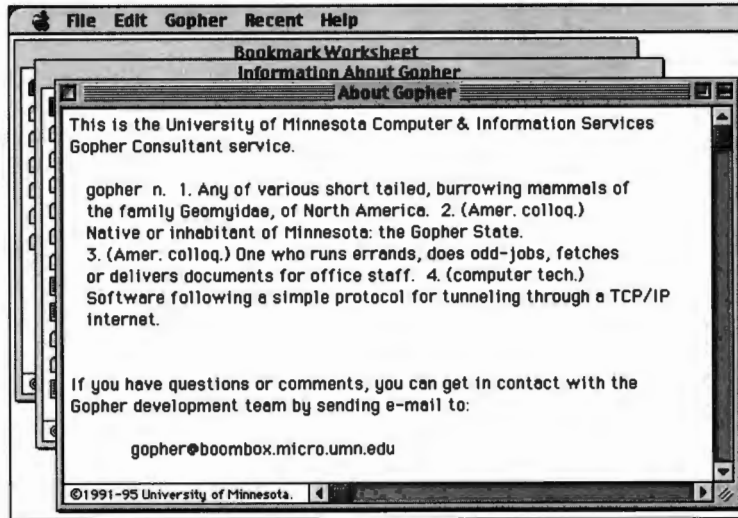 File Edit Gopher Recent Help
Bookmark Worksheet
Information About Gopher
About Gopher
This is the University of Minnesota Computer & Information Services
Gopher Consultant service.
gopher n. 1. Any of various short tailed, burrowing mammals of
the family Geomyidae, of North America. 2. (Amer. colloq.)
Native or inhabitant of Minnesota: the Gopher State.
3. (Amer. colloq.) One who runs errands, does odd-jobs, fetches
or delivers documents for office staff. 4. (computer tech.)
Software following a simple protocol for tunneling through a TCP/IP
internet.
If you have questions or comments, you can get in contact with the
Gopher development team by sending e-mail to:
gopher@boombox.micro.umn.edu
©1991-95 University of Minnesota.